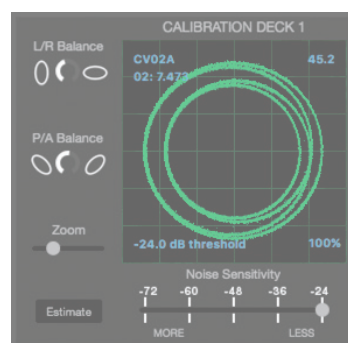 CALIBRATION DECK 1
L/R Balance
CV02A 45.2
02: 7.473
P/A Balance
Zoom
-24.0 dB threshold 100%
Noise Sensitivity
-72 -60 -48 -36 -24
Estimate
MORE LESS